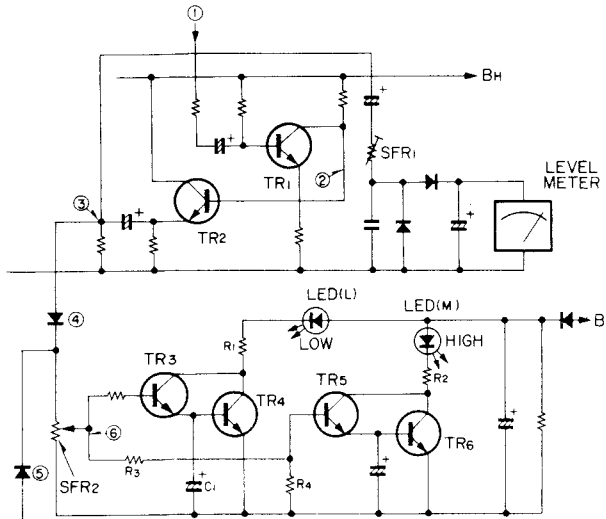 ①
BH
+
+
SFR1
TR1
②
LEVEL
METER
③
+
TR2
+
④
LED(L)
LOW
LED(M)
HIGH
B
R1
R2
TR3
TR4
TR5
TR6
⑥
⑤
SFR2
R3
R4
+
C1
+
+